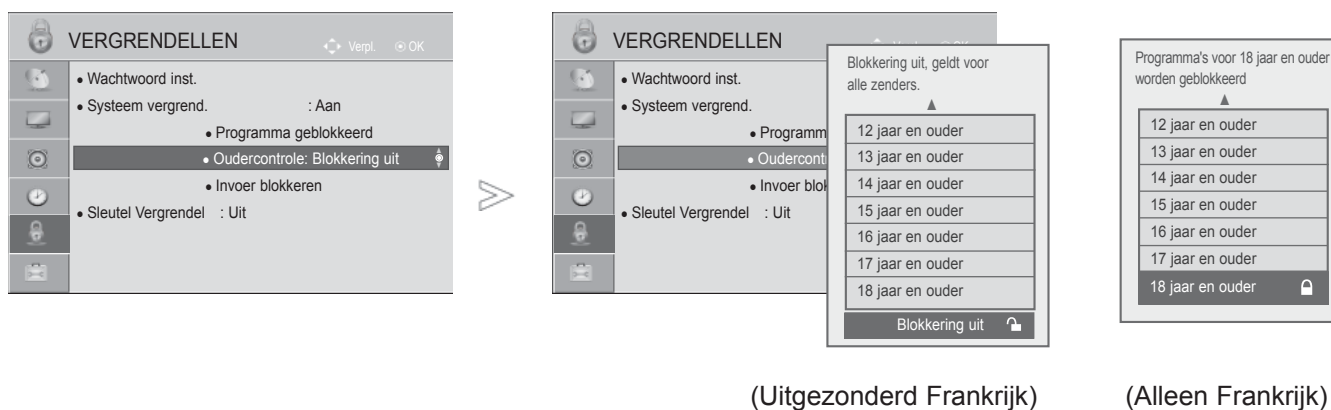 VERGRENDELLEN
Verpl. OK
• Wachtwoord inst.
• Systeem vergrend. : Aan
• Programma geblokkeerd
• Oudercontrole: Blokkering uit
• Invoer blokkeren
• Sleutel Vergrendel : Uit
VERGRENDELLEN
• Wachtwoord inst.
• Systeem vergrend.
• Programm
• Oudercont
• Invoer blok
• Sleutel Vergrendel : Uit
Blokkering uit, geldt voor
alle zenders.
12 jaar en ouder
13 jaar en ouder
14 jaar en ouder
15 jaar en ouder
16 jaar en ouder
17 jaar en ouder
18 jaar en ouder
Blokkering uit
(Uitgezonderd Frankrijk)
Programma's voor 18 jaar en ouder
worden geblokkeerd
12 jaar en ouder
13 jaar en ouder
14 jaar en ouder
15 jaar en ouder
16 jaar en ouder
17 jaar en ouder
18 jaar en ouder
(Alleen Frankrijk)